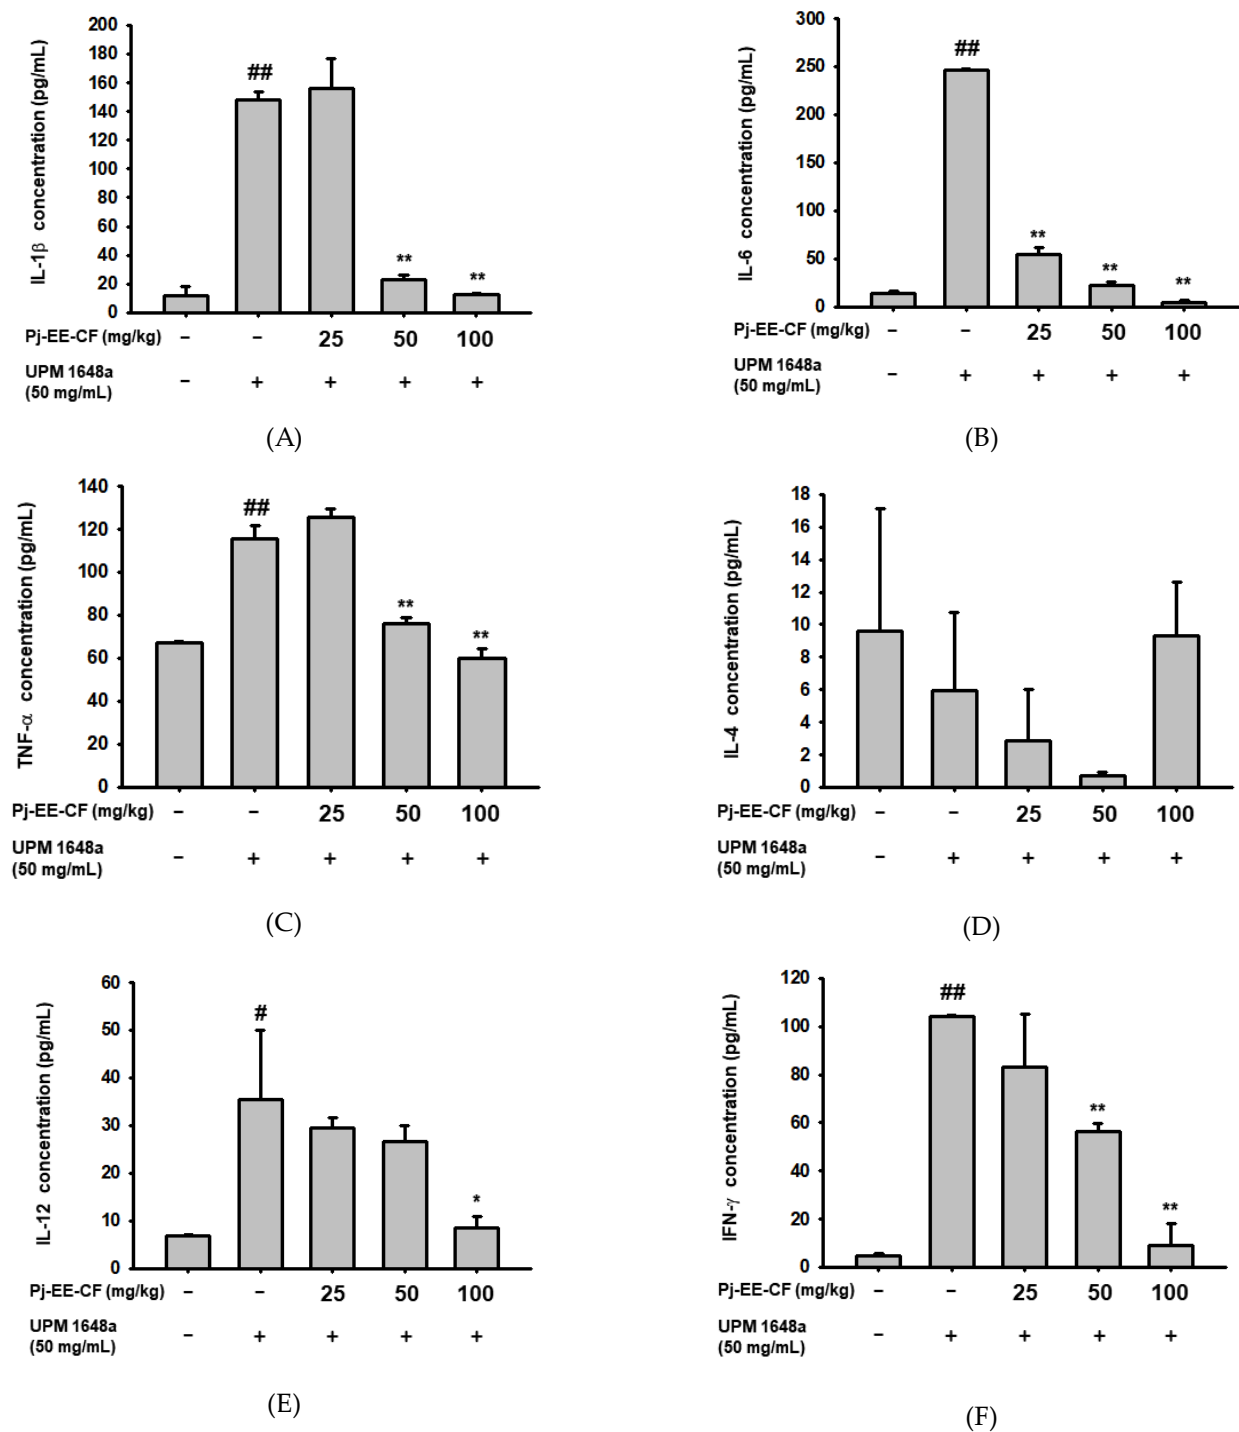 IL-1β concentration (pg/mL)
200
180
160
140
120
100
80
60
40
20
0
##
**
**
Pj-EE-CF (mg/kg) − − 25 50 100
UPM 1648a
(50 mg/mL) − + + + +
(A)
IL-6 concentration (pg/mL)
300
250
200
150
100
50
0
##
**
**
**
Pj-EE-CF (mg/kg) − − 25 50 100
UPM 1648a
(50 mg/mL) − + + + +
(B)
TNF-α concentration (pg/mL)
140
120
100
80
60
40
20
0
##
**
**
Pj-EE-CF (mg/kg) − − 25 50 100
UPM 1648a
(50 mg/mL) − + + + +
(C)
IL-4 concentration (pg/mL)
18
16
14
12
10
8
6
4
2
0
Pj-EE-CF (mg/kg) − − 25 50 100
UPM 1648a
(50 mg/mL) − + + + +
(D)
IL-12 concentration (pg/mL)
60
50
40
30
20
10
0
#
*
Pj-EE-CF (mg/kg) − − 25 50 100
UPM 1648a
(50 mg/mL) − + + + +
(E)
IFN-γ concentration (pg/mL)
120
100
80
60
40
20
0
##
**
**
Pj-EE-CF (mg/kg) − − 25 50 100
UPM 1648a
(50 mg/mL) − + + + +
(F)